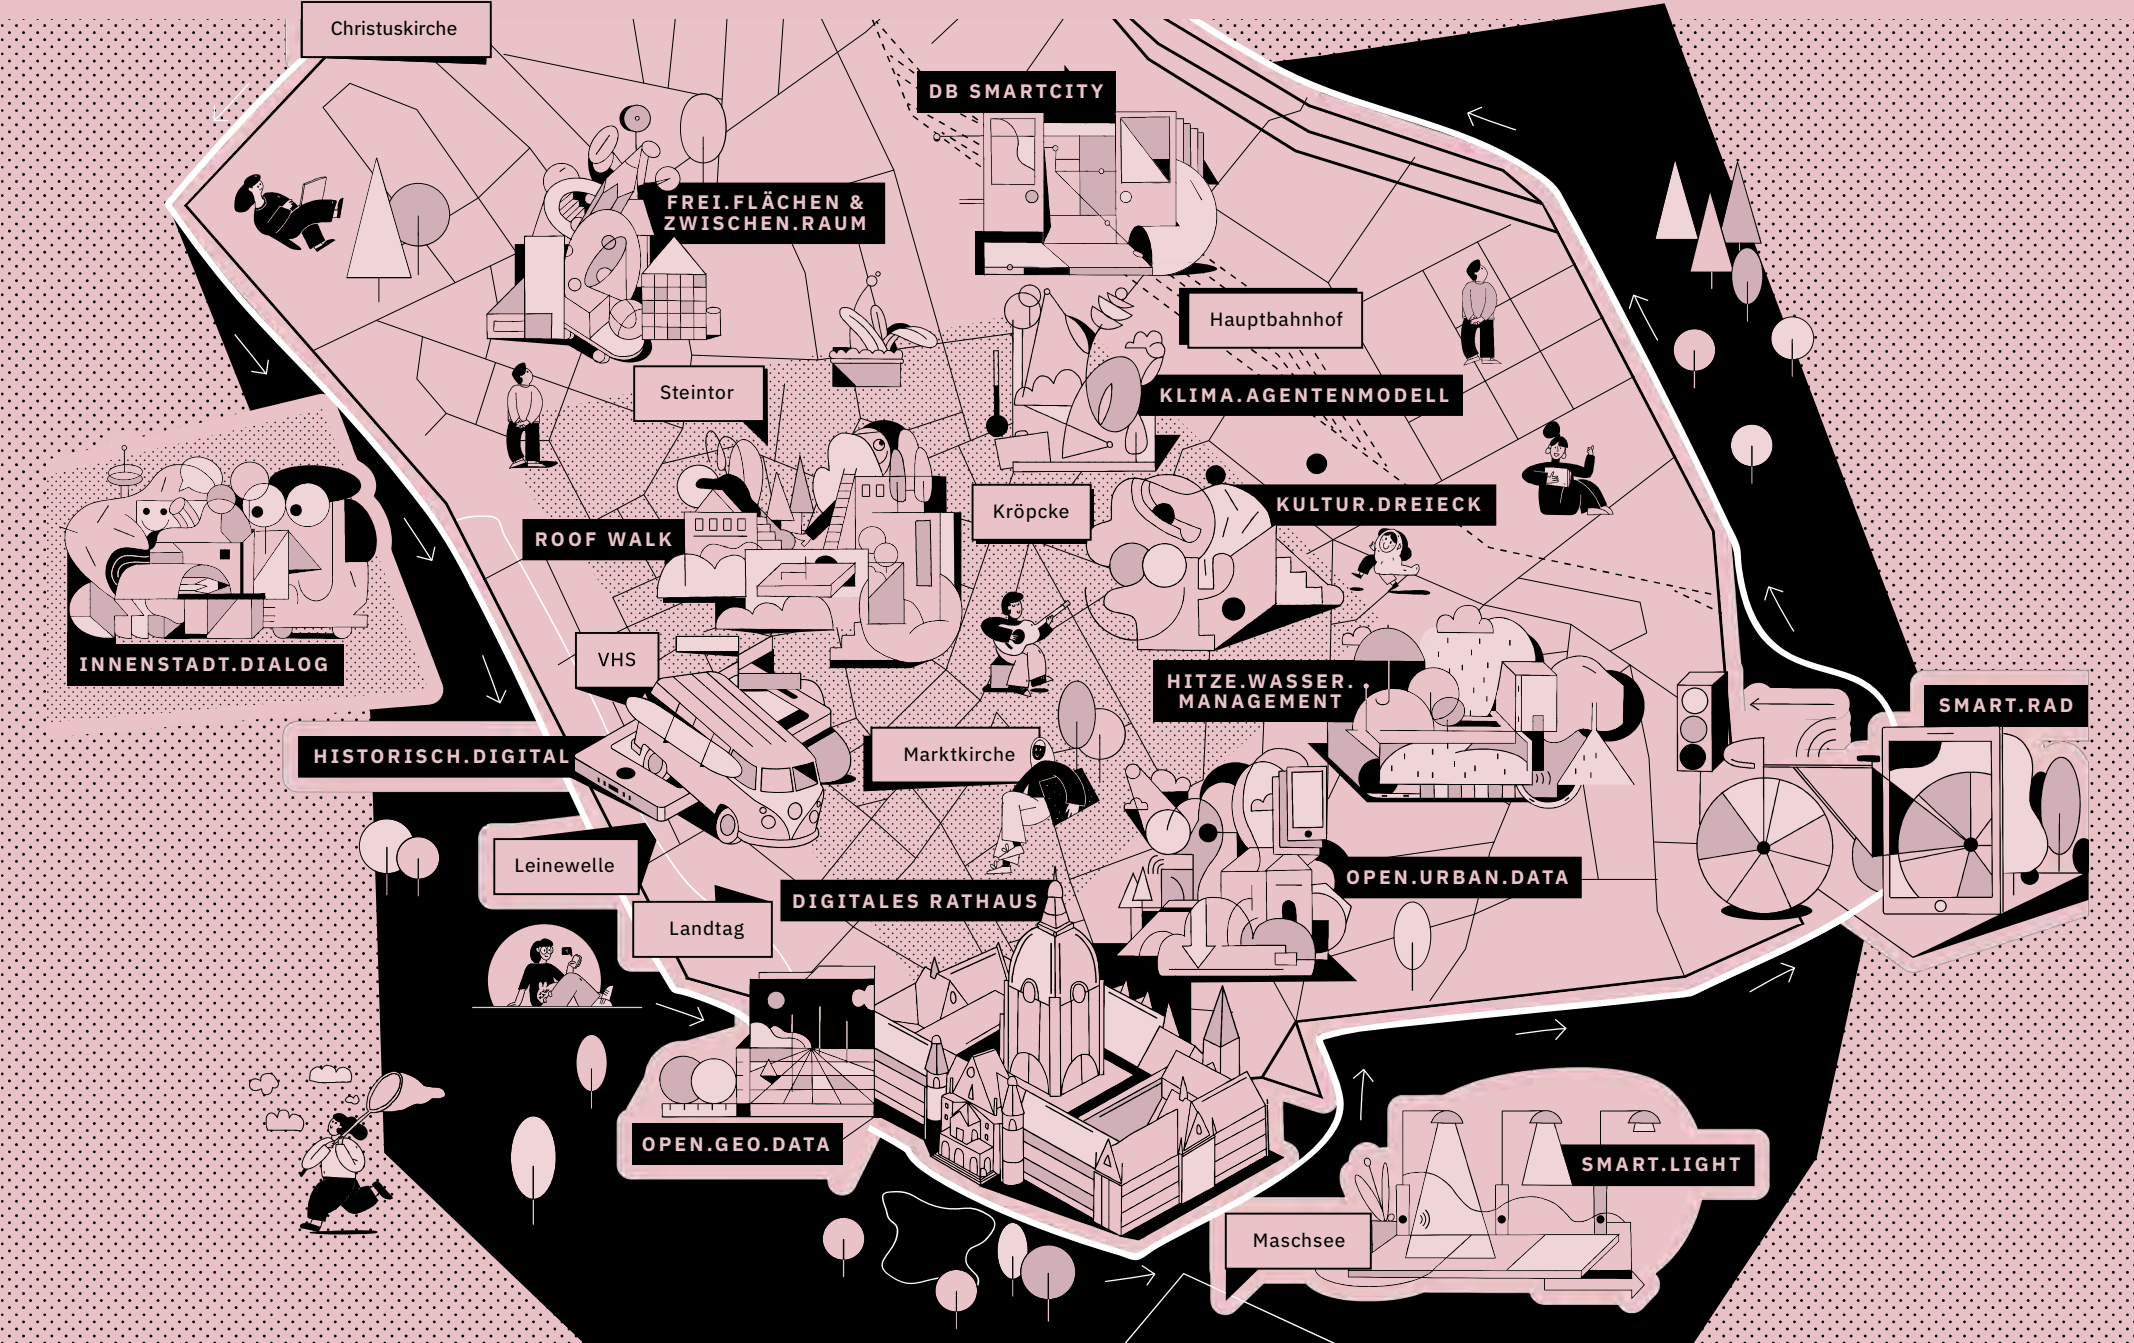 Christuskirche
DB SMARTCITY
FREI.FLÄCHEN &
ZWISCHEN.RAUM
Hauptbahnhof
Steintor
KLIMA.AGENTENMODELL
Kröpcke
KULTUR.DREIECK
ROOF WALK
INNENSTADT.DIALOG
VHS
HITZE.WASSER.
MANAGEMENT
SMART.RAD
HISTORISCH.DIGITAL
Marktkirche
Leinewelle
OPEN.URBAN.DATA
DIGITALES RATHAUS
Landtag
OPEN.GEO.DATA
SMART.LIGHT
Maschsee